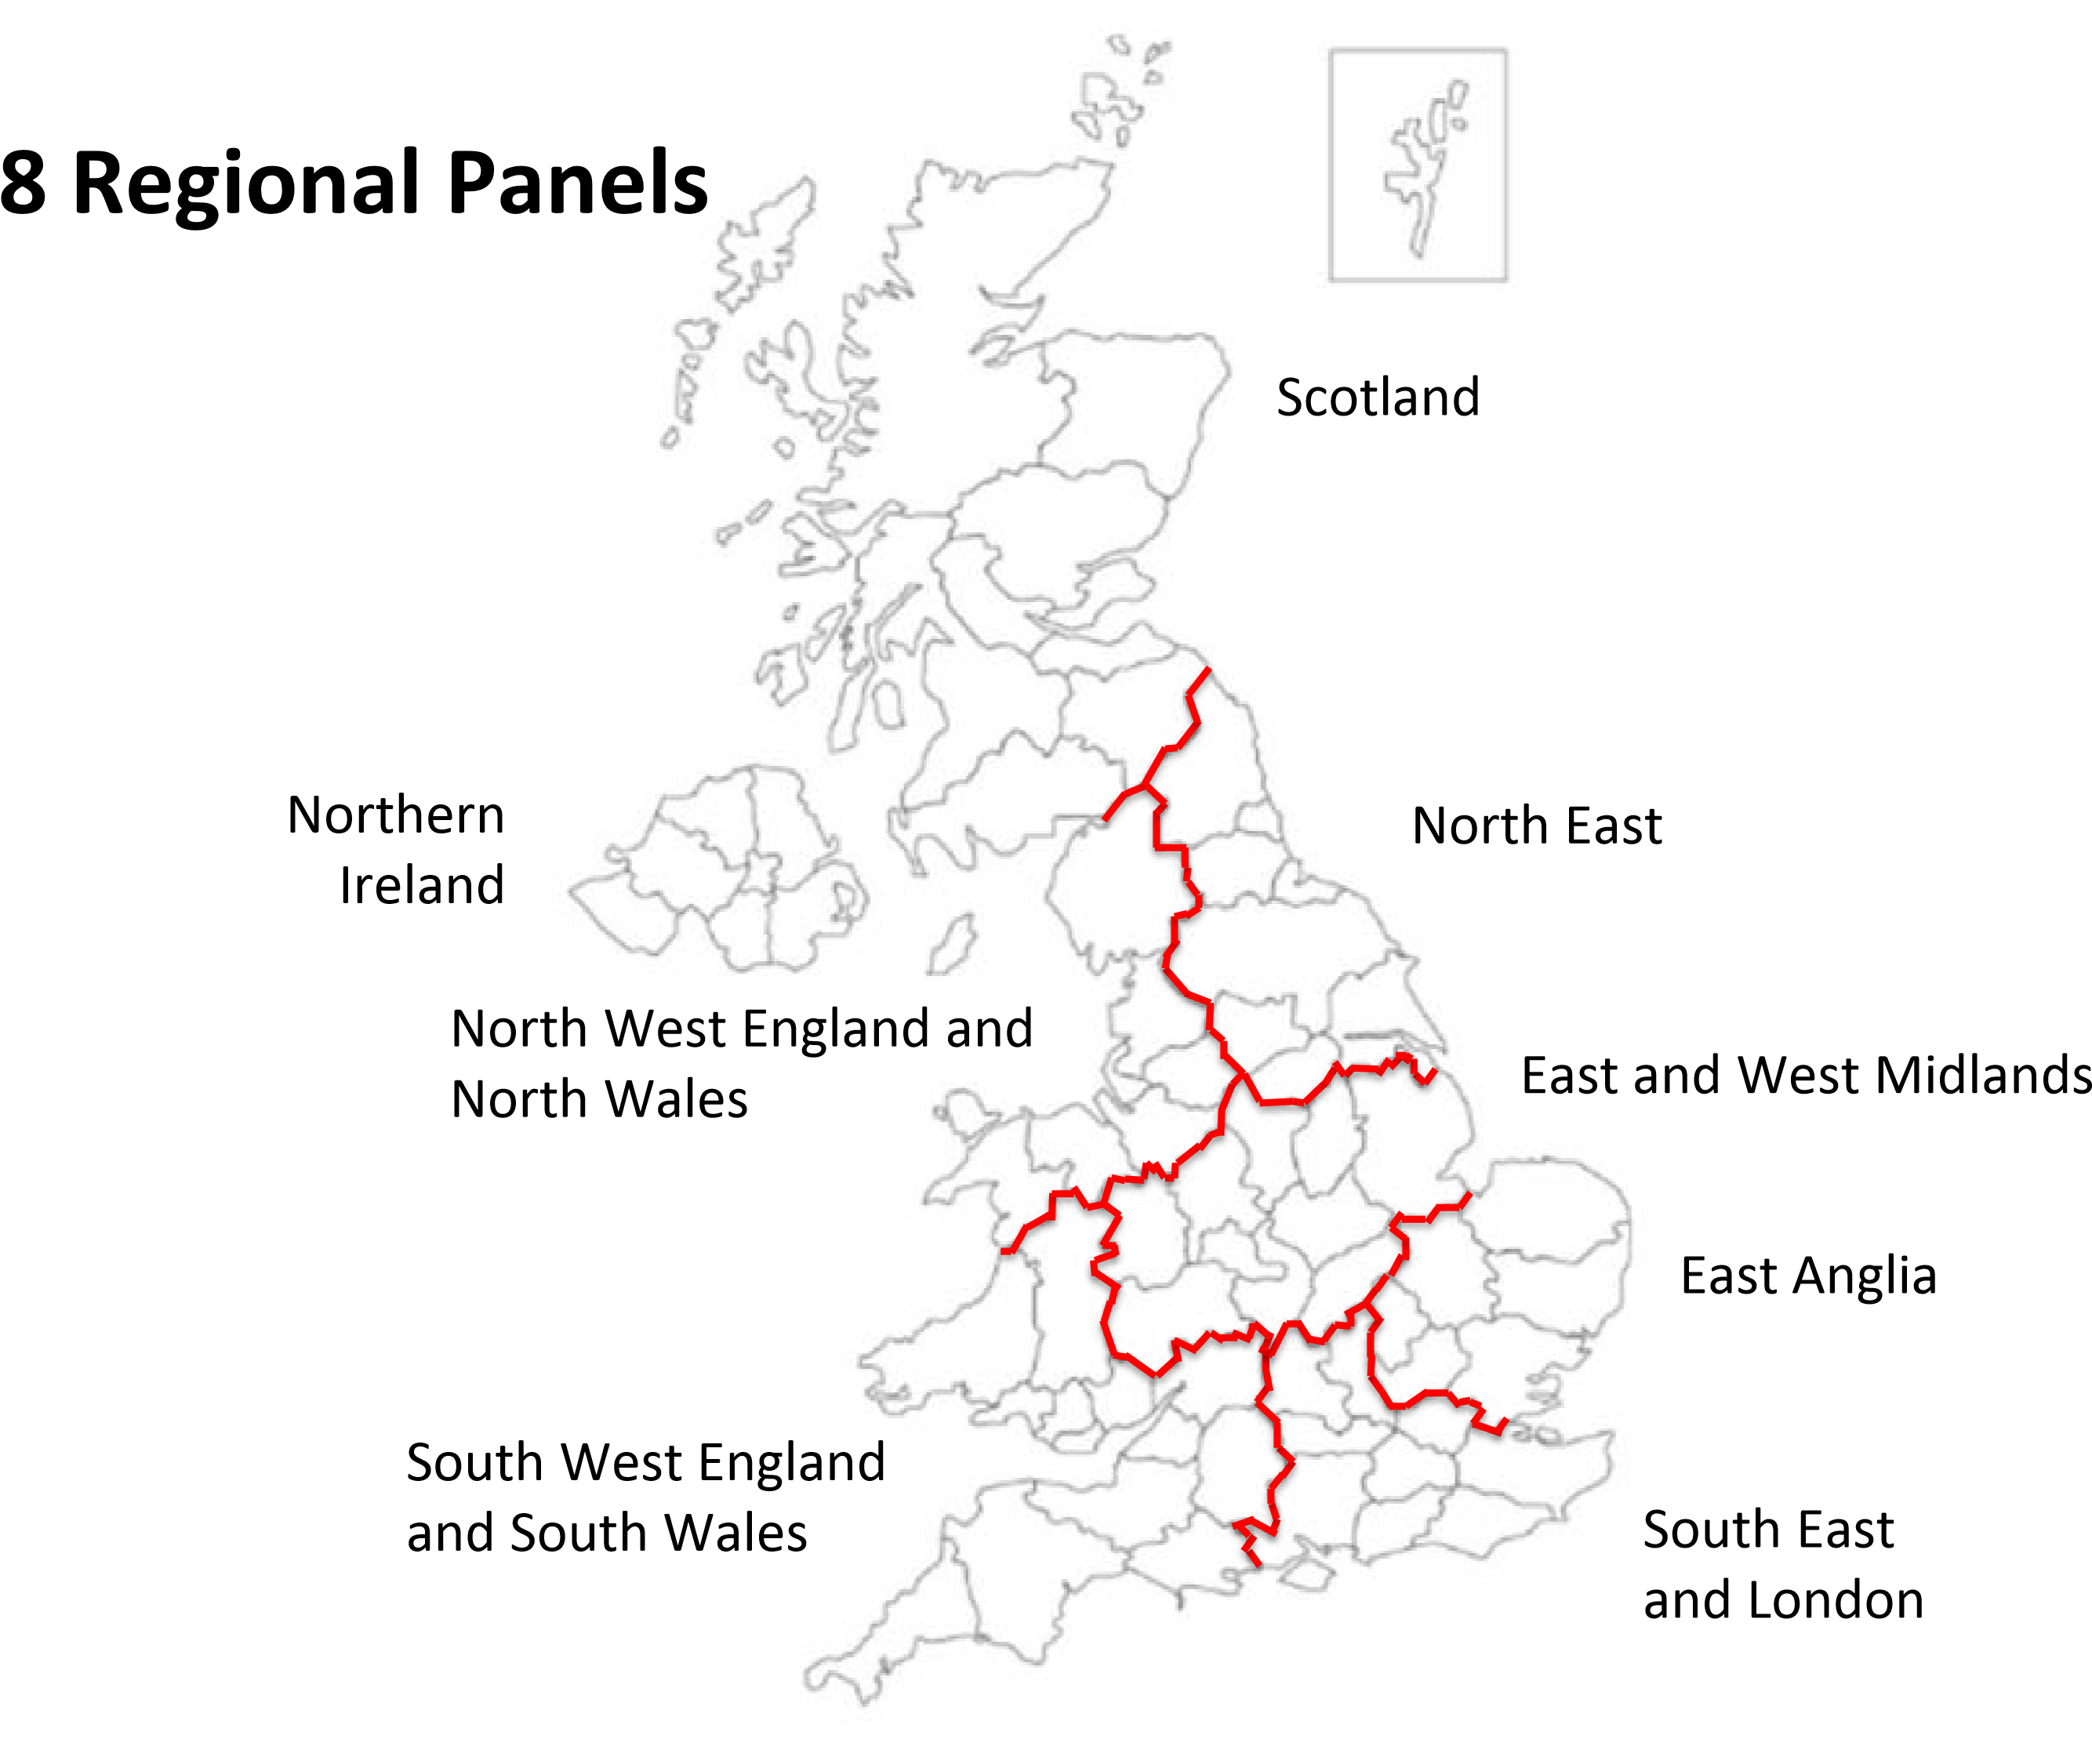 8 Regional Panels
Scotland
Northern
Ireland
North East
North West England and
North Wales
East and West Midlands
East Anglia
South West England
and South Wales
South East
and London